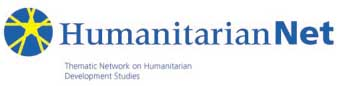 HumanitarianNet
Thematic Network on Humanitarian
Development Studies